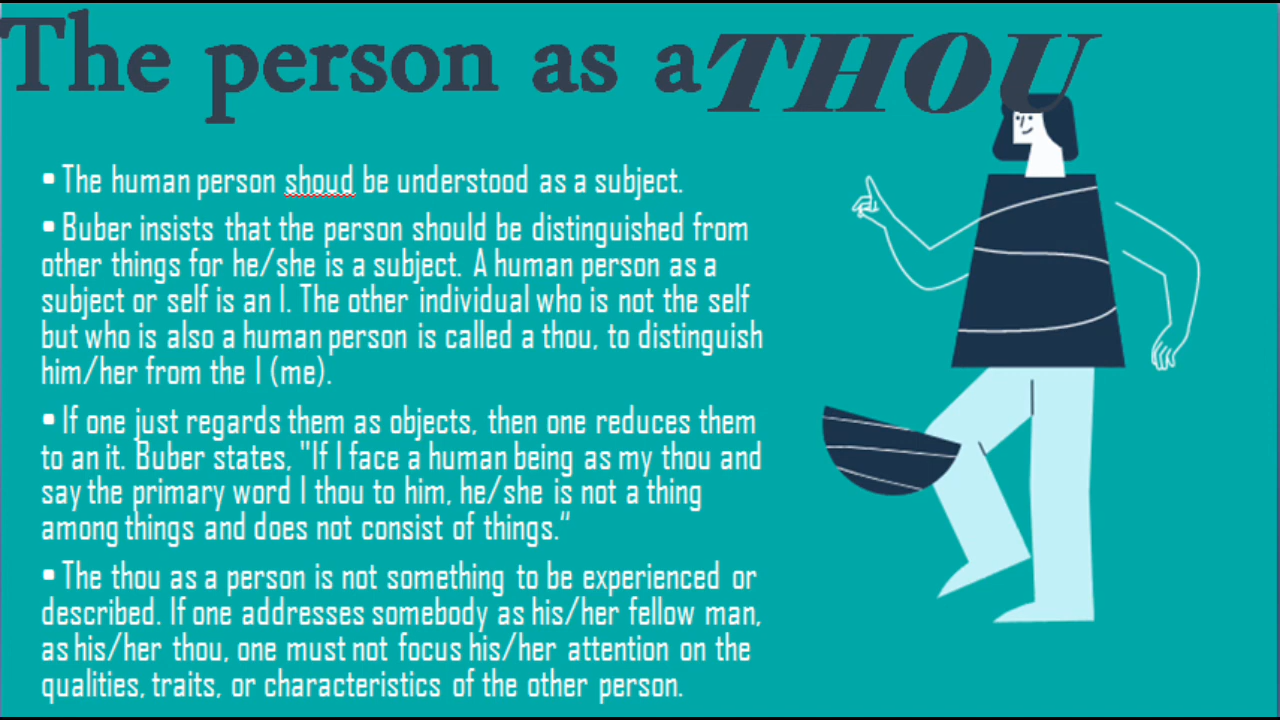 The person as a THOU
▪ The human person shoud be understood as a subject.
▪ Buber insists that the person should be distinguished from
other things for he/she is a subject. A human person as a
subject or self is an I. The other individual who is not the self
but who is also a human person is called a thou, to distinguish
him/her from the I (me).
▪ If one just regards them as objects, then one reduces them
to an it. Buber states, "If I face a human being as my thou and
say the primary word I thou to him, he/she is not a thing
among things and does not consist of things.“
▪ The thou as a person is not something to be experienced or
described. If one addresses somebody as his/her fellow man,
as his/her thou, one must not focus his/her attention on the
qualities, traits, or characteristics of the other person.